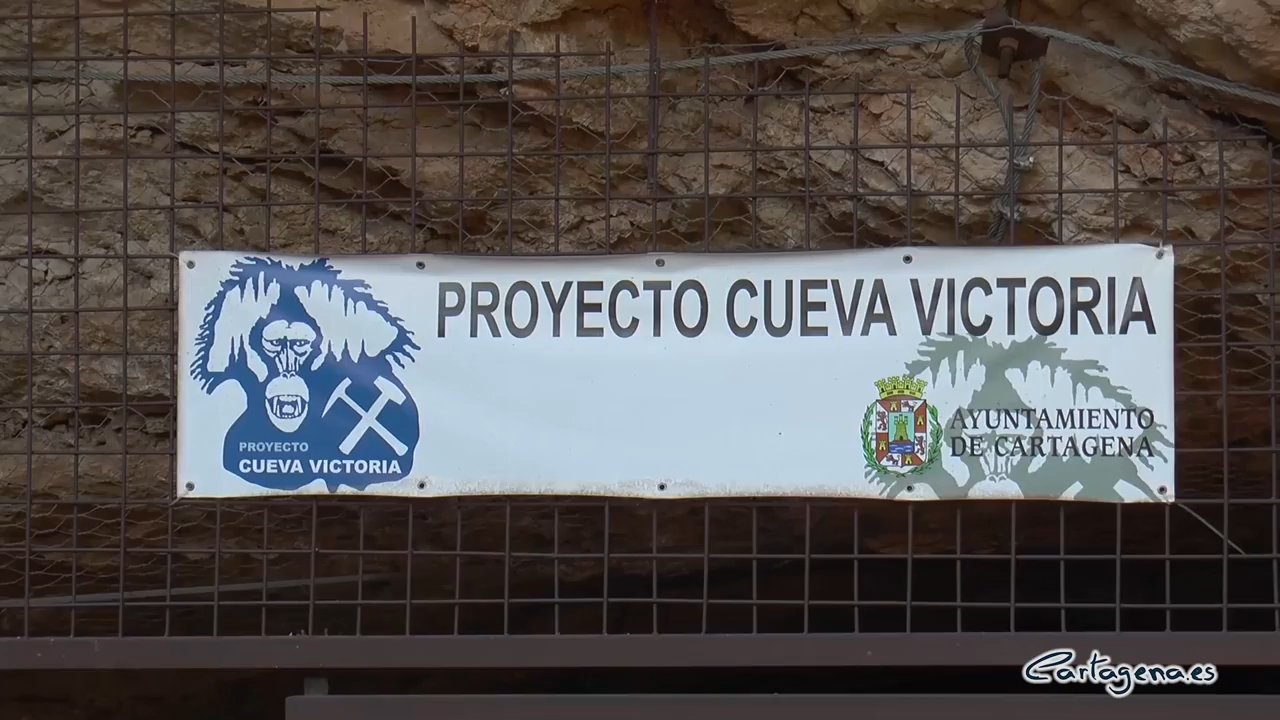 PROYECTO CUEVA VICTORIA
PROYECTO
CUEVA VICTORIA
AYUNTAMIENTO
DE CARTAGENA
Cartagena.es